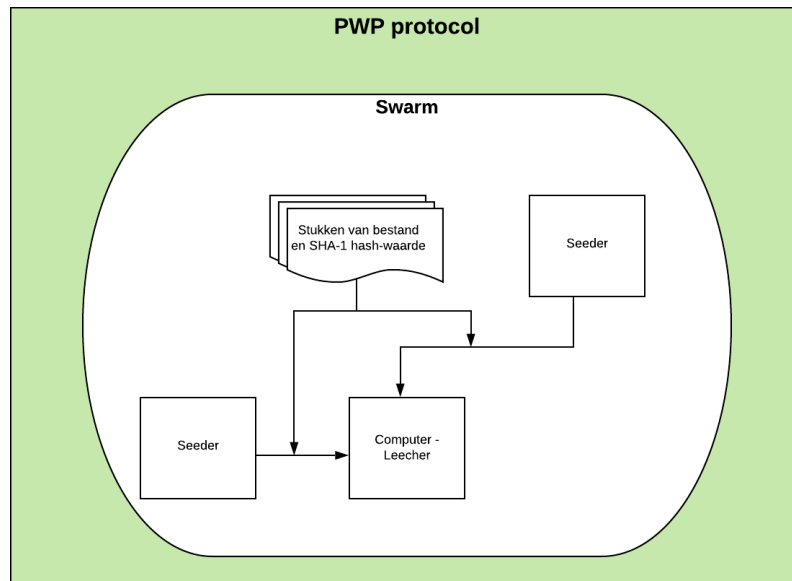 PWP protocol
Swarm
Stukken van bestand
en SHA-1 hash-waarde
Seeder
Seeder
Computer -
Leecher